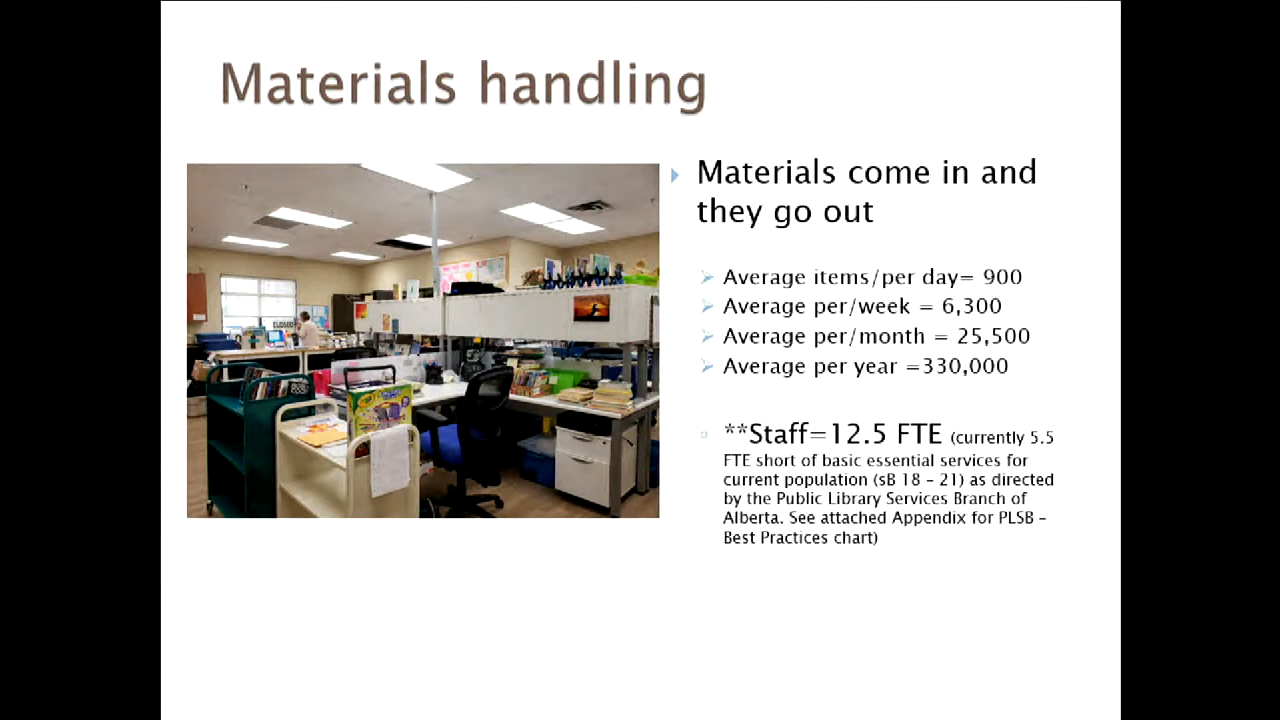 Materials handling
Materials come in and
they go out
Average items/per day= 900
Average per/week = 6,300
Average per/month = 25,500
Average per year =330,000
**Staff=12.5 FTE (currently 5.5
FTE short of basic essential services for
current population (sB 18 – 21) as directed
by the Public Library Services Branch of
Alberta. See attached Appendix for PLSB –
Best Practices chart)
CLOSED